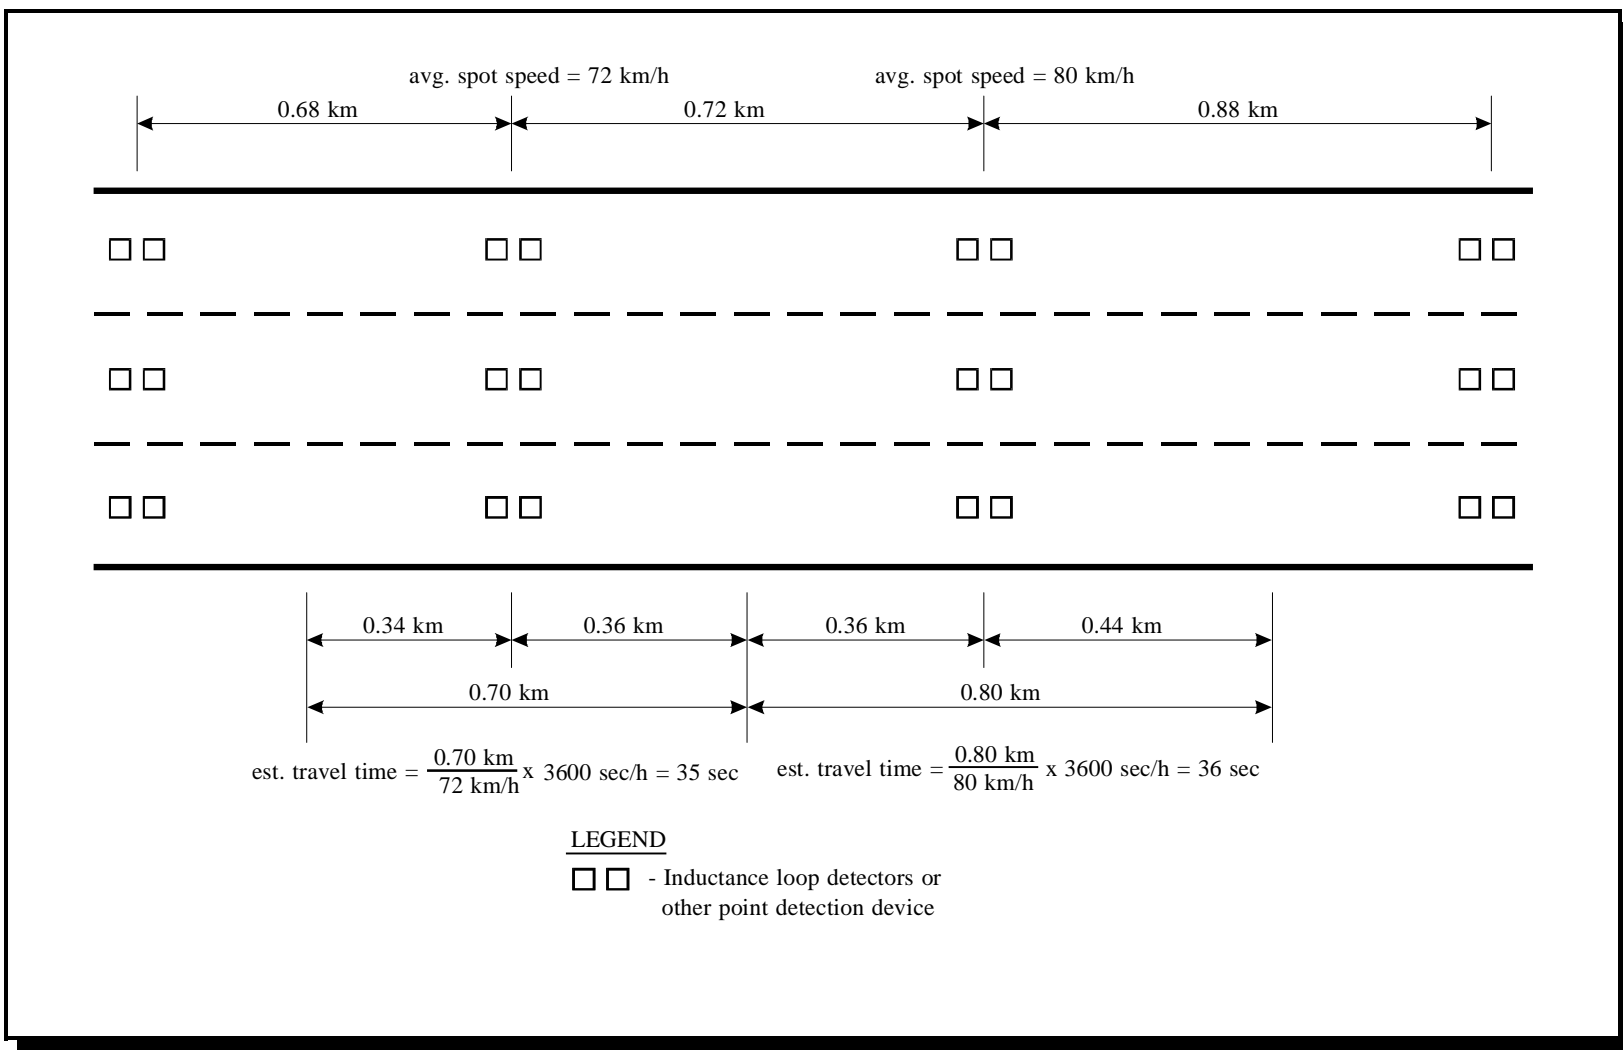 avg. spot speed = 72 km/h
avg. spot speed = 80 km/h
0.68 km
0.72 km
0.88 km
0.34 km
0.36 km
0.36 km
0.44 km
0.70 km
0.80 km
est. travel time = 0.70 km / 72 km/h x 3600 sec/h = 35 sec
est. travel time = 0.80 km / 80 km/h x 3600 sec/h = 36 sec
LEGEND
- Inductance loop detectors or
other point detection device